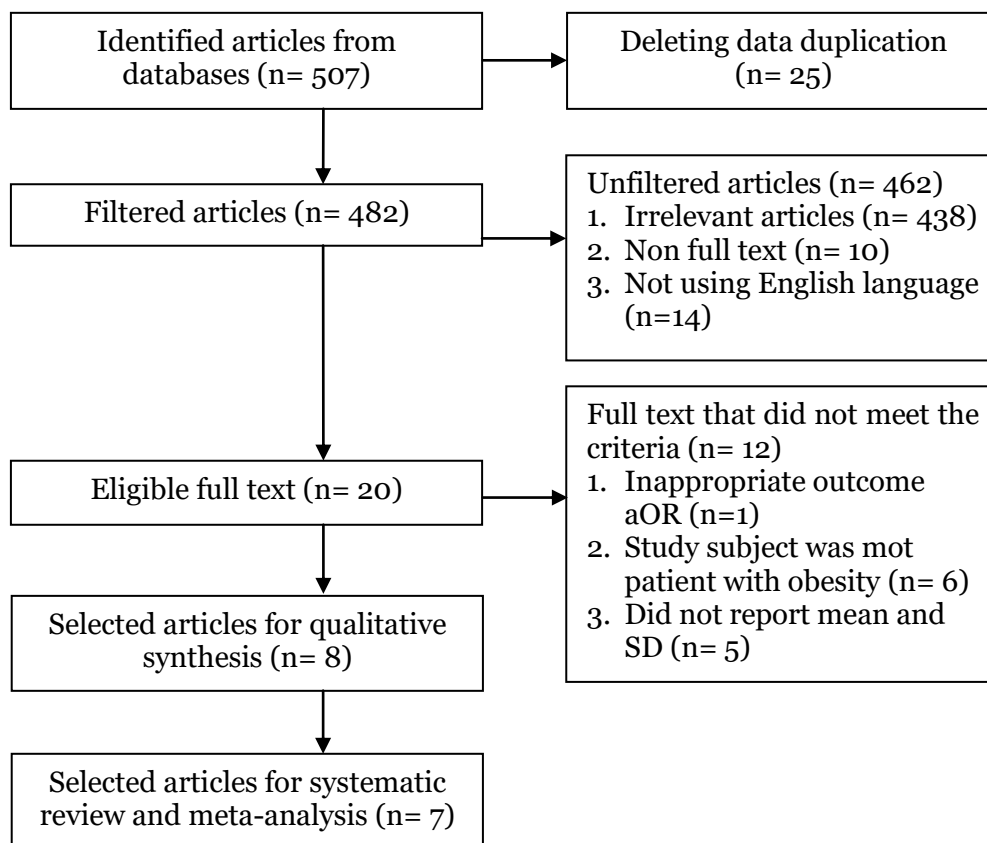 Identified articles from
databases (n= 507)
Deleting data duplication
(n= 25)
Filtered articles (n= 482)
Unfiltered articles (n= 462)
1. Irrelevant articles (n= 438)
2. Non full text (n= 10)
3. Not using English language
(n=14)
Eligible full text (n= 20)
Full text that did not meet the
criteria (n= 12)
1. Inappropriate outcome
aOR (n=1)
2. Study subject was mot
patient with obesity (n= 6)
3. Did not report mean and
SD (n= 5)
Selected articles for qualitative
synthesis (n= 8)
Selected articles for systematic
review and meta-analysis (n= 7)